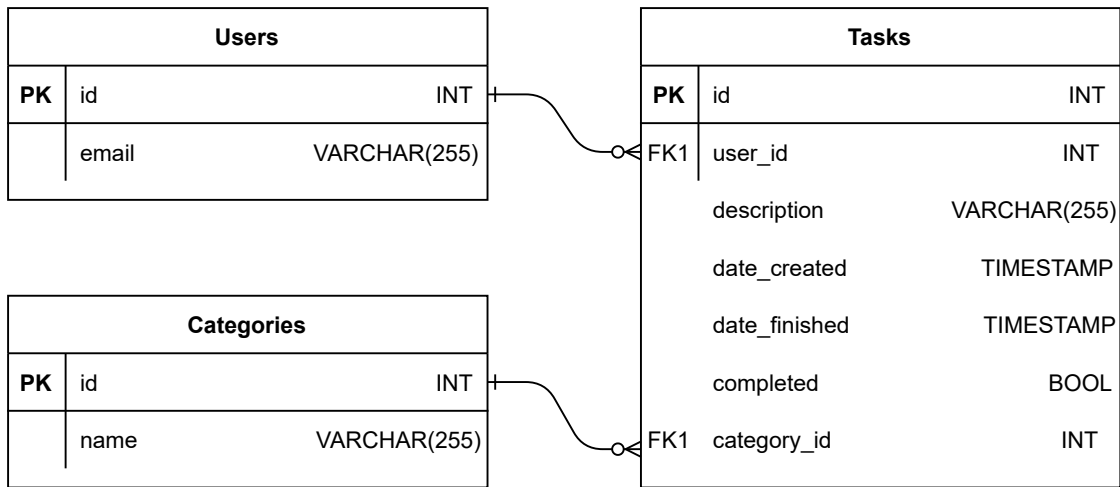 Users
PK id INT
email VARCHAR(255)
Categories
PK id INT
name VARCHAR(255)
Tasks
PK id INT
FK1 user_id INT
description VARCHAR(255)
date_created TIMESTAMP
date_finished TIMESTAMP
completed BOOL
FK1 category_id INT